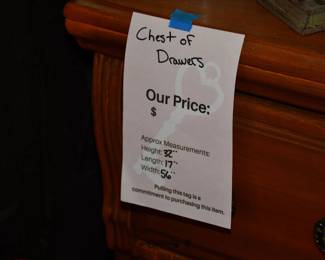 Chest of
Drawers
Our Price:
$
Approx Measurements:
Height: 32"
Length: 17"
Width: 56"
Pulling this tag is a
commitment to purchasing this item.